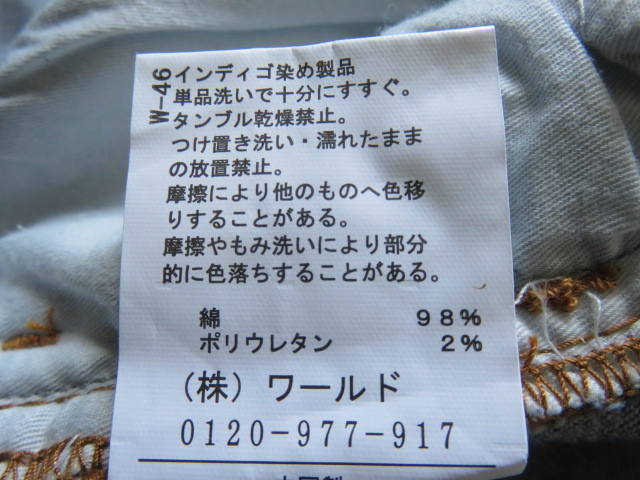 W-46
インディゴ染め製品
単品洗いで十分にすすぐ。
タンブル乾燥禁止。
つけ置き洗い・濡れたまま
の放置禁止。
摩擦により他のものへ色移
りすることがある。
摩擦やもみ洗いにより部分
的に色落ちすることがある。
綿 98%
ポリウレタン 2%
(株) ワールド
0120-977-917